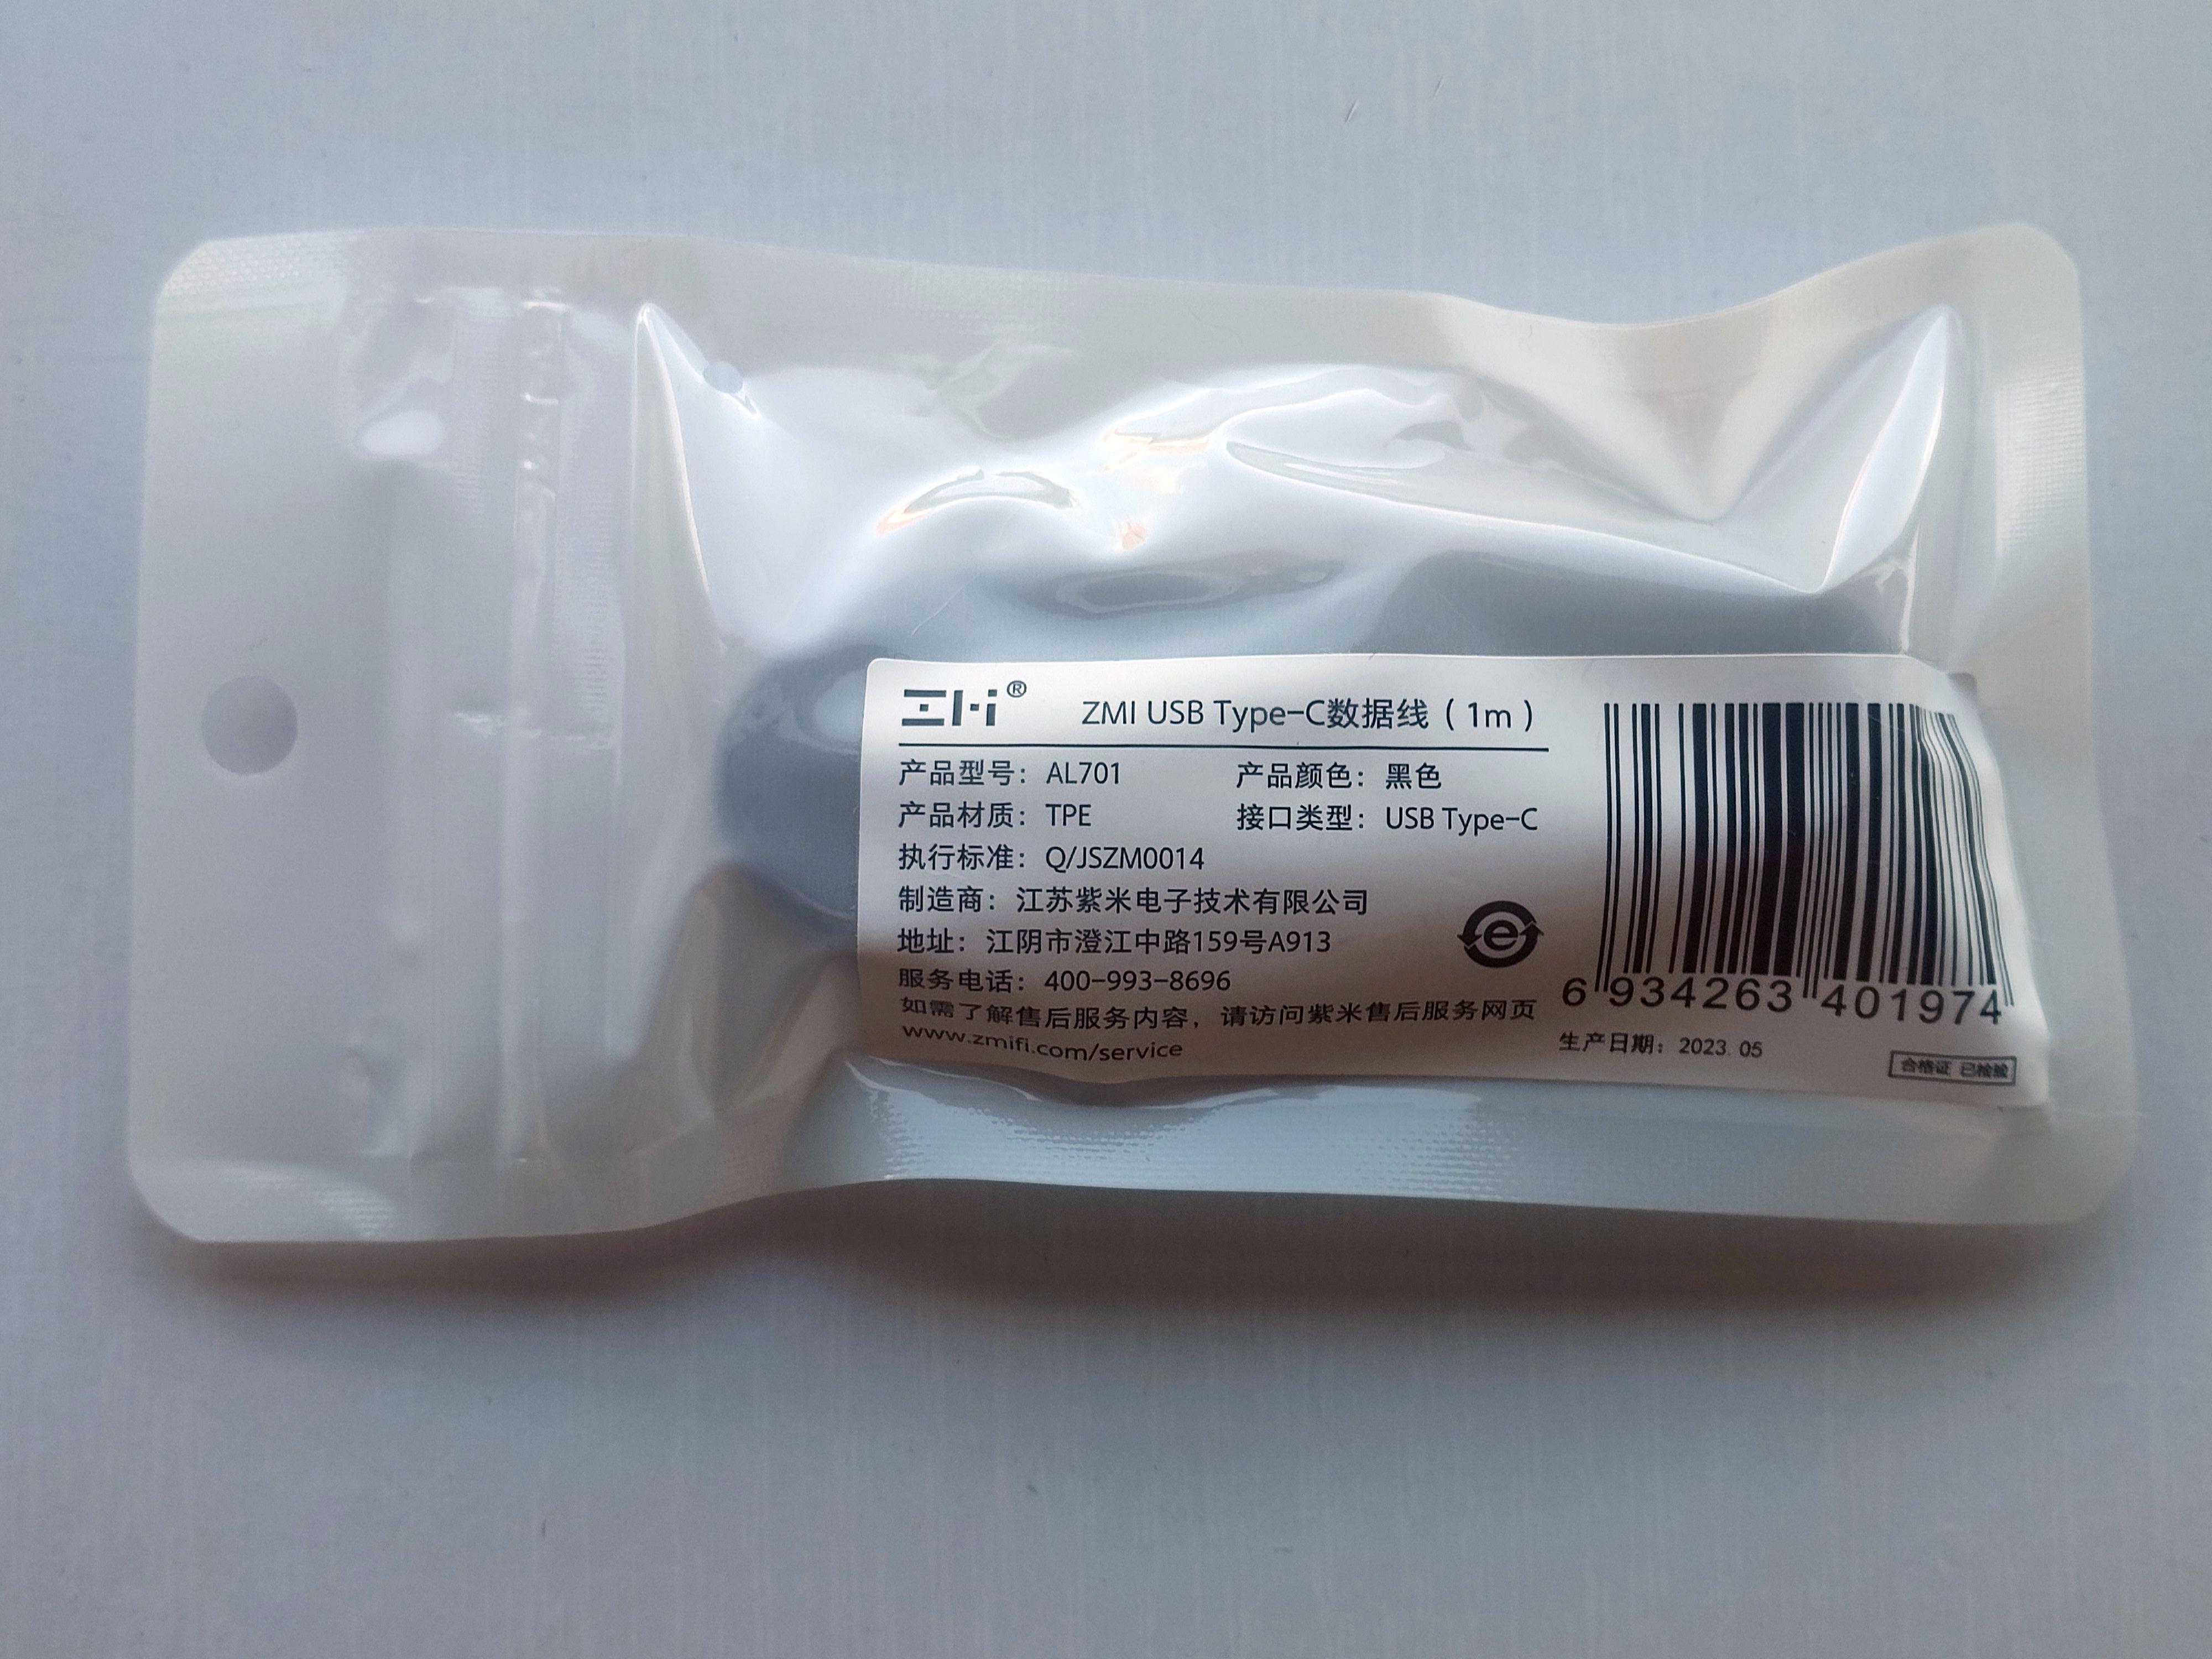 ZMI®
ZMI USB Type-C数据线（1m）
产品型号：AL701 产品颜色：黑色
产品材质：TPE 接口类型：USB Type-C
执行标准：Q/JSZM0014
制造商：江苏紫米电子技术有限公司
地址：江阴市澄江中路159号A913
服务电话：400-993-8696
如需了解售后服务内容，请访问紫米售后服务网页
www.zmifi.com/service
e
6 934263 401974
生产日期：2023.05
合格证 已检验